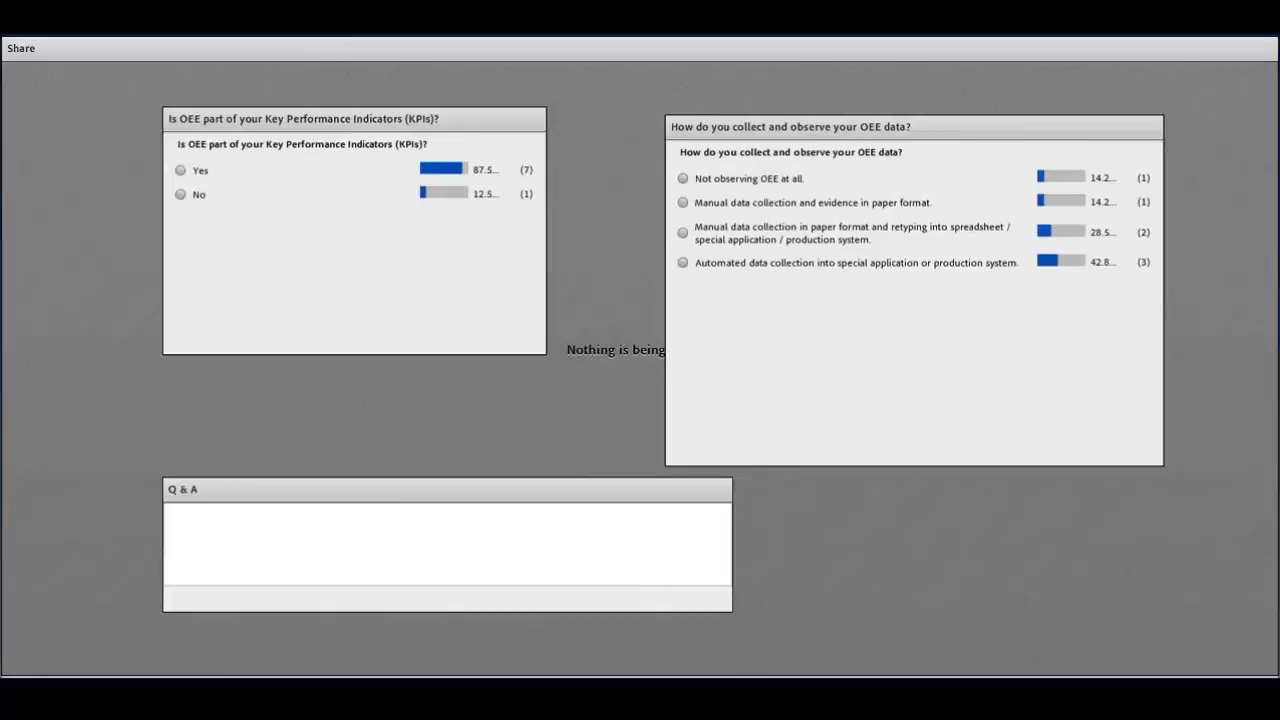 Share
Is OEE part of your Key Performance Indicators (KPIs)?
Is OEE part of your Key Performance Indicators (KPIs)?
Yes 87.5... (7)
No 12.5... (1)
How do you collect and observe your OEE data?
How do you collect and observe your OEE data?
Not observing OEE at all. 14.2... (1)
Manual data collection and evidence in paper format. 14.2... (1)
Manual data collection in paper format and retyping into spreadsheet /
special application / production system. 28.5... (2)
Automated data collection into special application or production system. 42.8... (3)
Nothing is being
Q & A